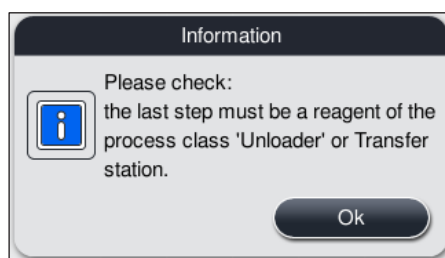 Information
Please check:
the last step must be a reagent of the
process class 'Unloader' or Transfer
station.
Ok